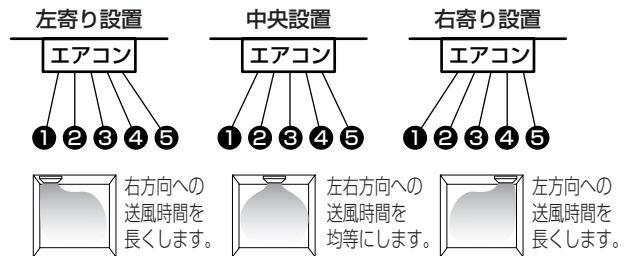 左寄り設置
エアコン
❶❷❸❹❺
右方向への
送風時間を
長くします。
中央設置
エアコン
❶❷❸❹❺
左右方向への
送風時間を
均等にします。
右寄り設置
エアコン
❶❷❸❹❺
左方向への
送風時間を
長くします。